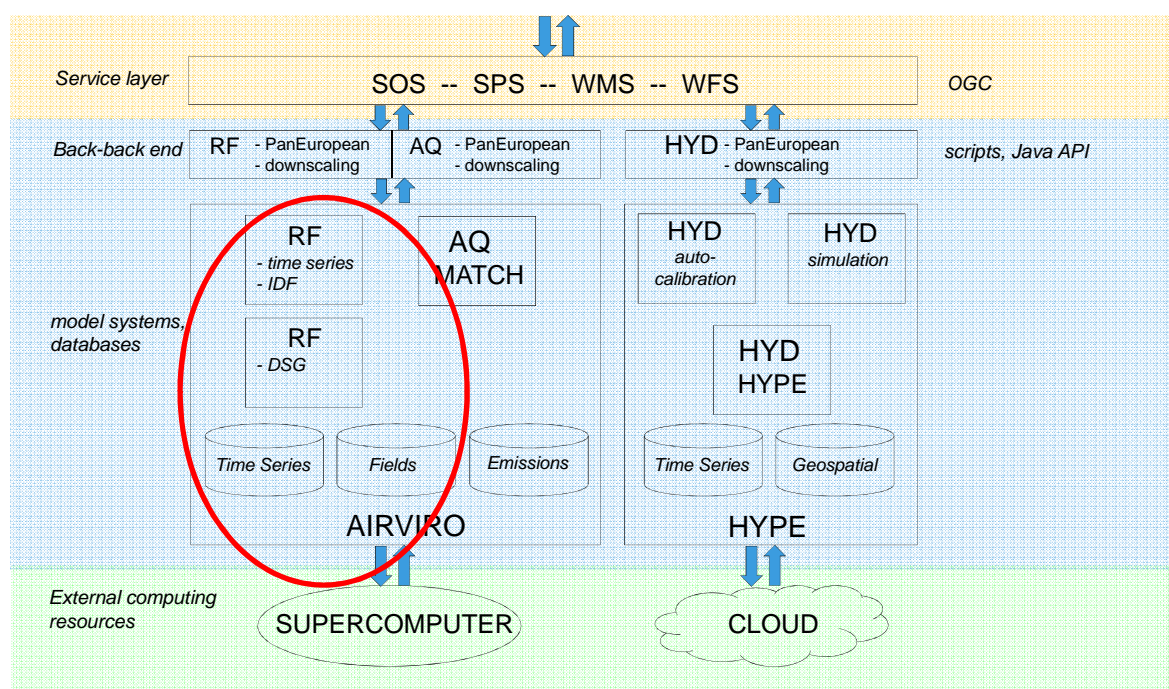 Service layer
SOS -- SPS -- WMS -- WFS
OGC
Back-back end
RF - PanEuropean
- downscaling
AQ - PanEuropean
- downscaling
HYD - PanEuropean
- downscaling
scripts, Java API
model systems,
databases
RF
- time series
- IDF
AQ
MATCH
RF
- DSG
Time Series
Fields
Emissions
AIRVIRO
HYD
auto-
calibration
HYD
simulation
HYD
HYPE
Time Series
Geospatial
HYPE
External computing
resources
SUPERCOMPUTER
CLOUD